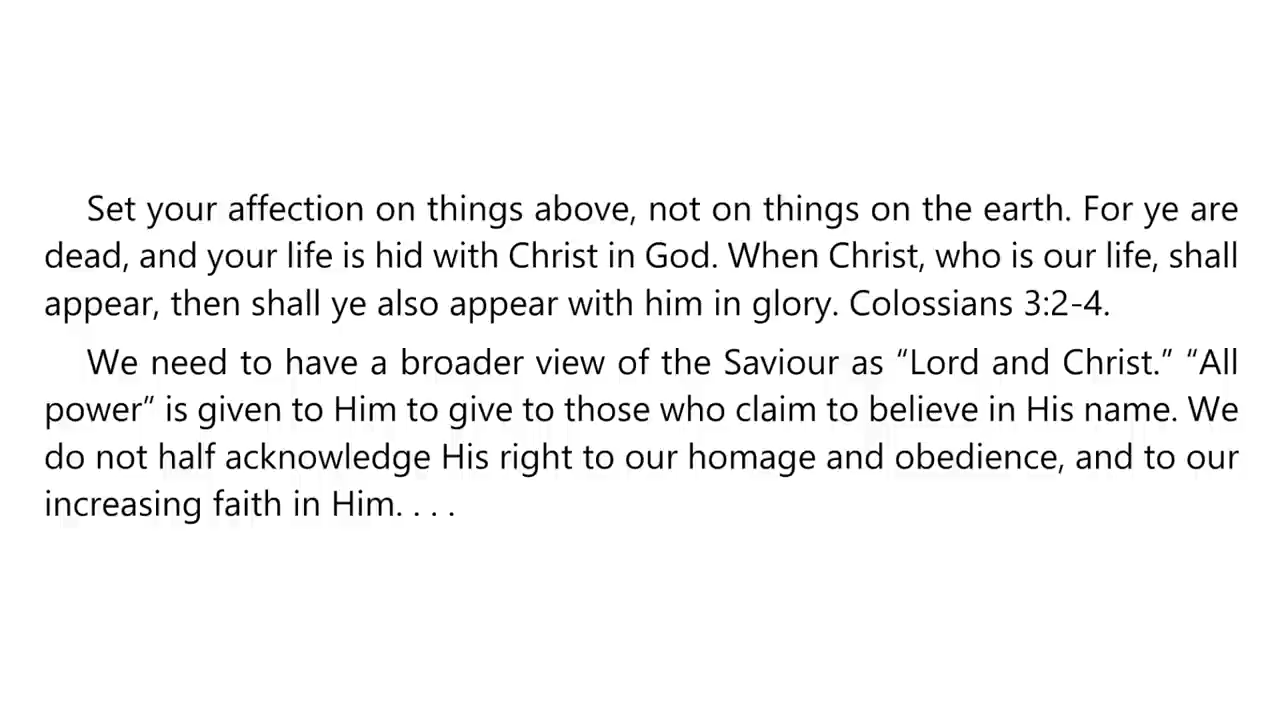 Set your affection on things above, not on things on the earth. For ye are
dead, and your life is hid with Christ in God. When Christ, who is our life, shall
appear, then shall ye also appear with him in glory. Colossians 3:2-4.
We need to have a broader view of the Saviour as “Lord and Christ.” “All
power” is given to Him to give to those who claim to believe in His name. We
do not half acknowledge His right to our homage and obedience, and to our
increasing faith in Him. . . .